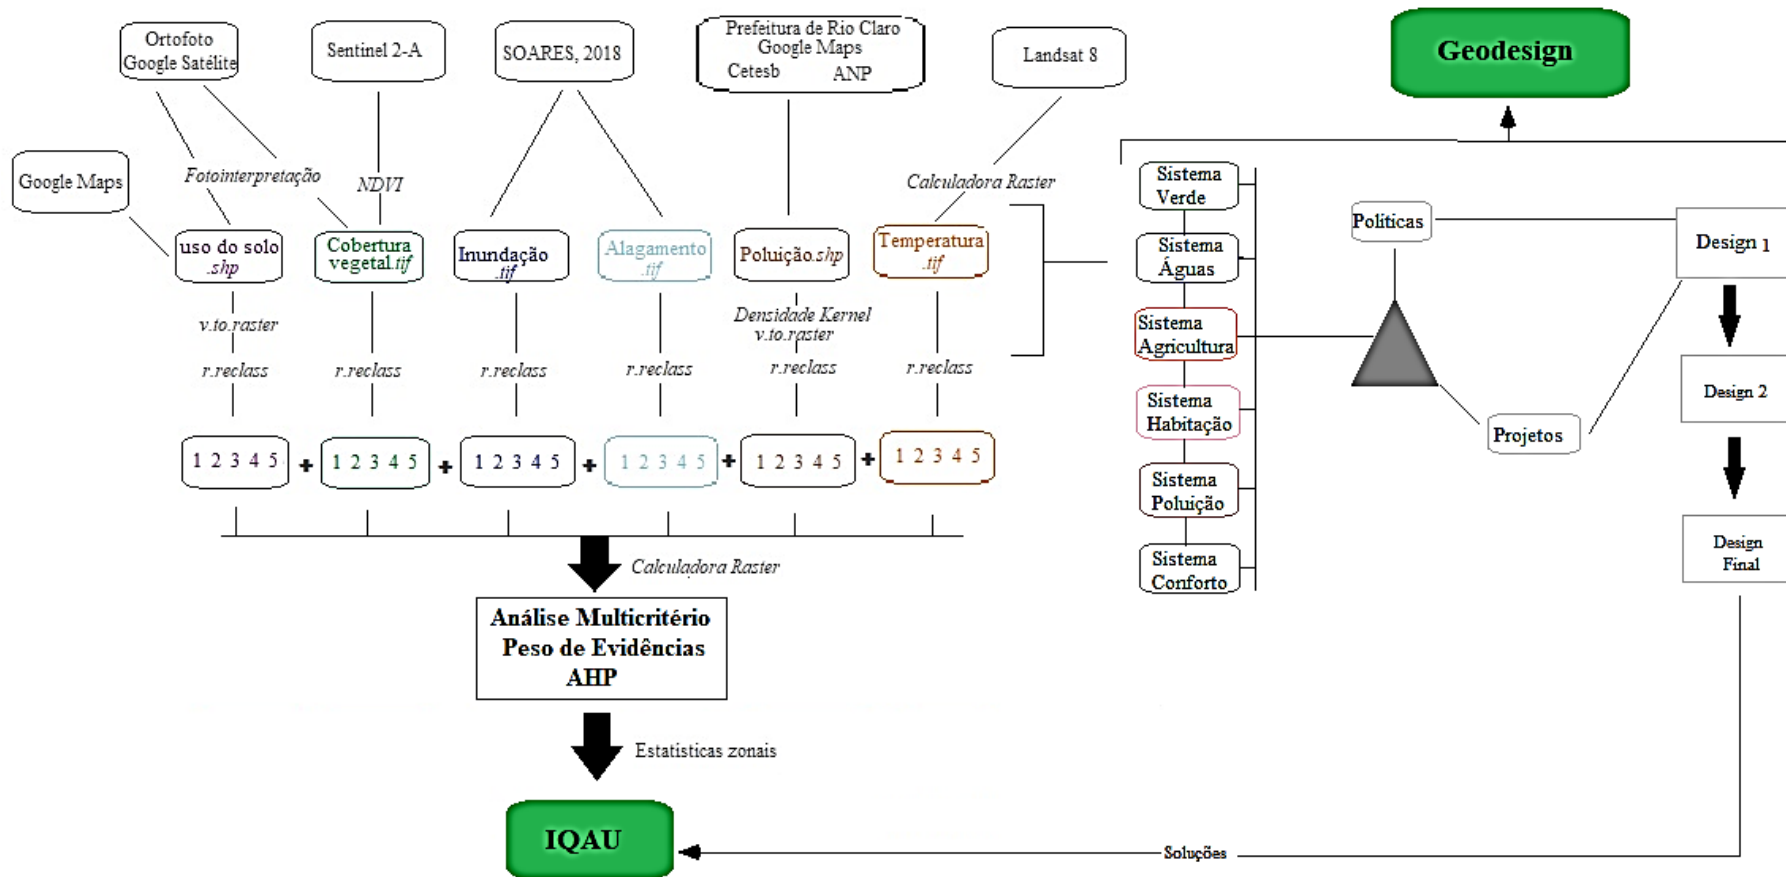 Ortofoto
Google Satélite
Sentinel 2-A
SOARES, 2018
Prefeitura de Rio Claro
Google Maps
Cetesb ANP
Landsat 8
Geodesign
Google Maps
Fotointerpretação
NDVI
Calculadora Raster
uso do solo
.shp
Cobertura
vegetal.tif
Inundação
.tif
Alagamento
.tif
Poluição.shp
Temperatura
.tif
v.to.raster
Densidade Kernel
v.to.raster
r.reclass
r.reclass
r.reclass
r.reclass
r.reclass
r.reclass
1 2 3 4 5 + 1 2 3 4 5 + 1 2 3 4 5 + 1 2 3 4 5 + 1 2 3 4 5 + 1 2 3 4 5
Calculadora Raster
Análise Multicritério
Peso de Evidências
AHP
Estatísticas zonais
IQAU
Sistema
Verde
Sistema
Águas
Sistema
Agricultura
Sistema
Habitação
Sistema
Poluição
Sistema
Conforto
Políticas
Projetos
Design 1
Design 2
Design
Final
Soluções